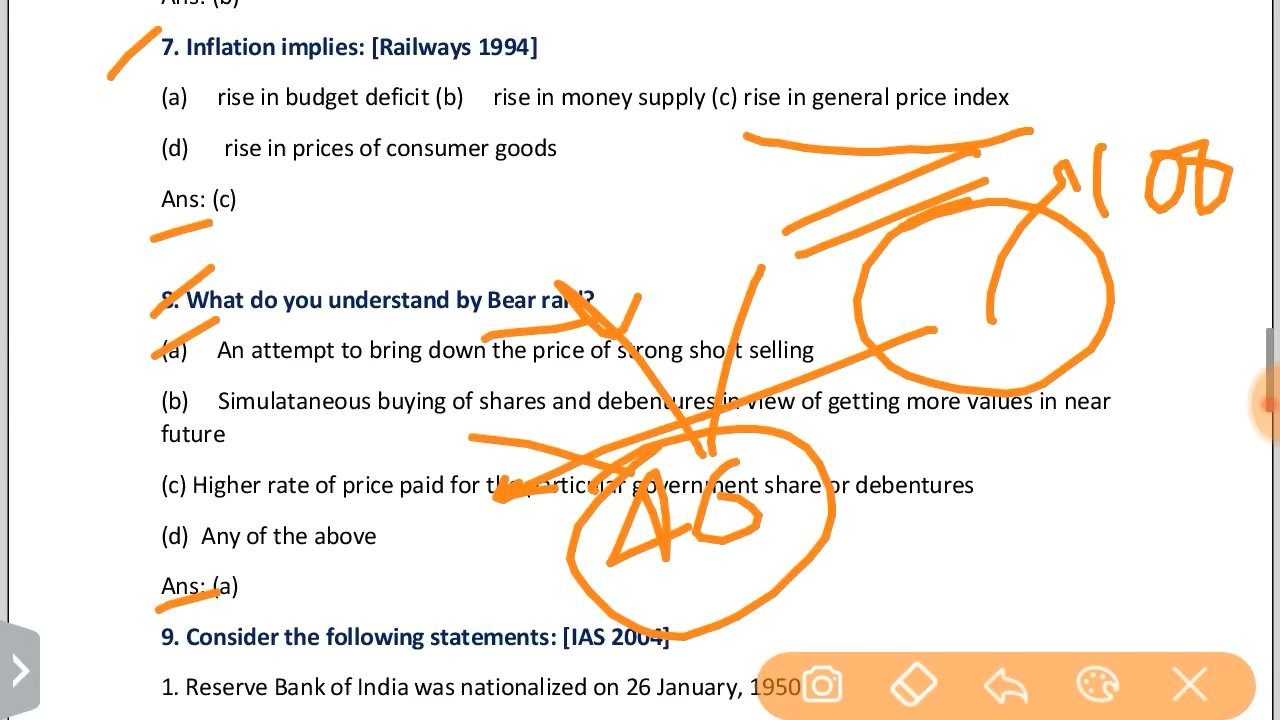 Ans: (b)
7. Inflation implies: [Railways 1994]
(a) rise in budget deficit (b) rise in money supply (c) rise in general price index
(d) rise in prices of consumer goods
Ans: (c)
100
8. What do you understand by Bear raid?
(a) An attempt to bring down the price of strong short selling
(b) Simulataneous buying of shares and debentures in view of getting more values in near
future
(c) Higher rate of price paid for the particular government share or debentures
46
(d) Any of the above
Ans: (a)
9. Consider the following statements: [IAS 2004]
1. Reserve Bank of India was nationalized on 26 January, 1950